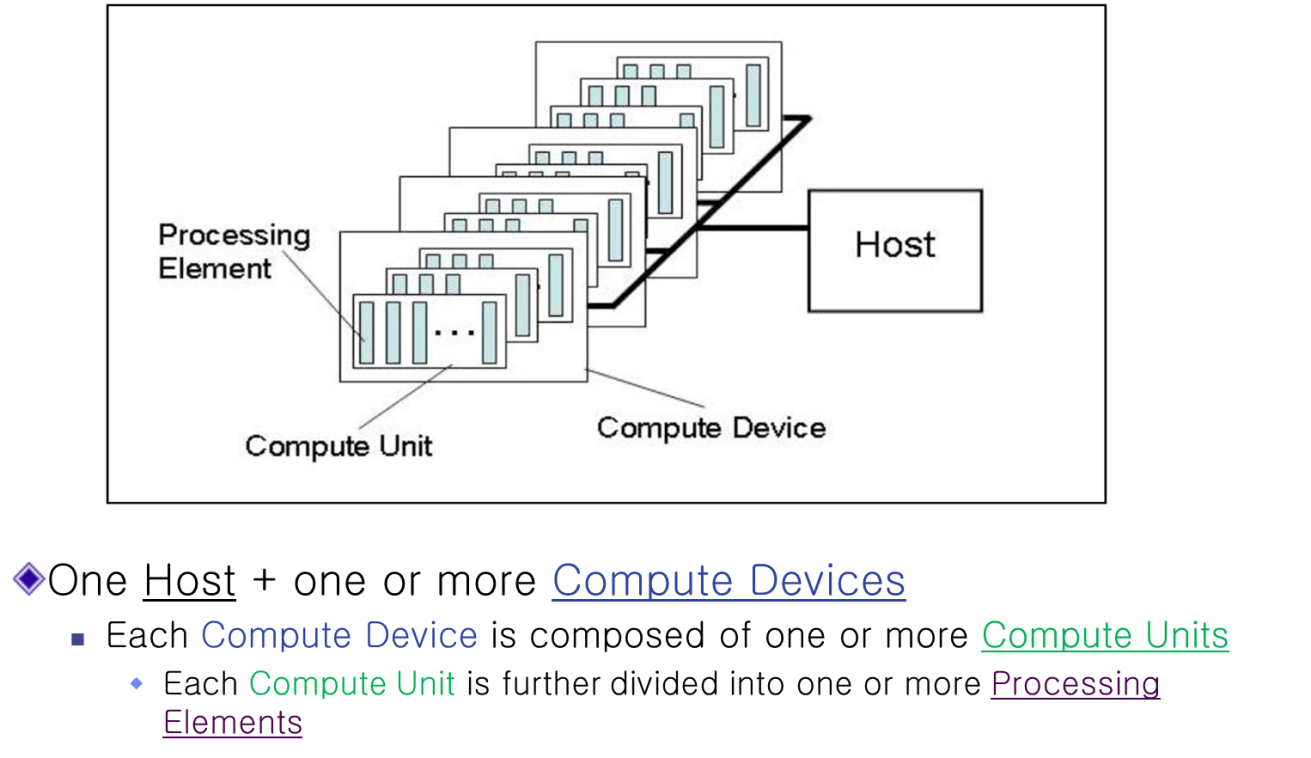 Processing
Element
Host
Compute Device
Compute Unit
One Host + one or more Compute Devices
Each Compute Device is composed of one or more Compute Units
Each Compute Unit is further divided into one or more Processing
Elements